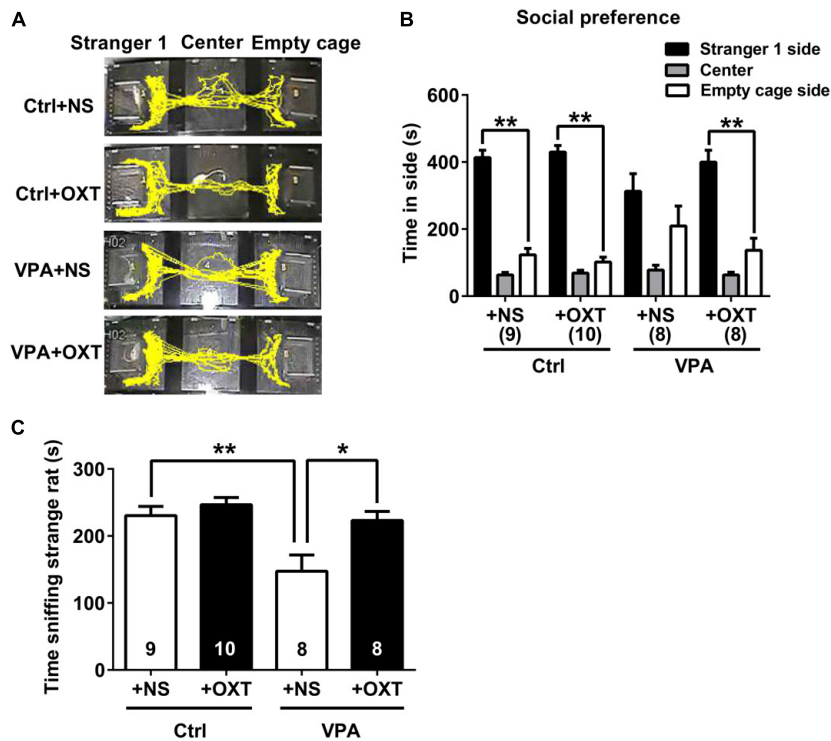 A
Stranger 1 Center Empty cage
Ctrl+NS
Ctrl+OXT
VPA+NS
VPA+OXT
B
Social preference
Stranger 1 side
Center
Empty cage side
Time in side (s)
600
400
200
0
** ** **
+NS +OXT +NS +OXT
(9) (10) (8) (8)
Ctrl VPA
C
Time sniffing strange rat (s)
300
200
100
0
** *
9 10 8 8
+NS +OXT +NS +OXT
Ctrl VPA